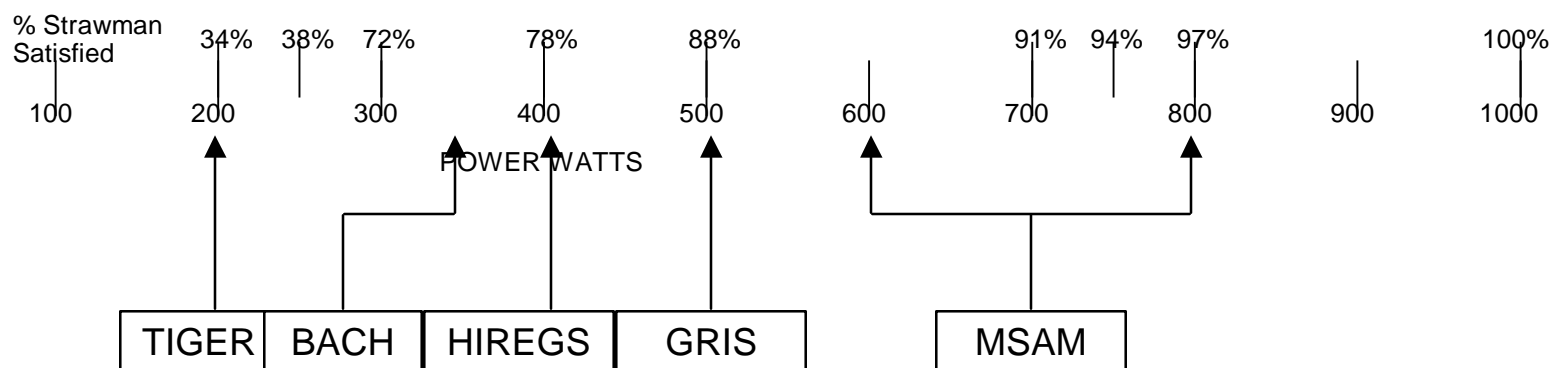 % Strawman
Satisfied
34% 38% 72% 78% 88% 91% 94% 97% 100%
100 200 300 400 500 600 700 800 900 1000
POWER WATTS
TIGER BACH HIREGS GRIS MSAM